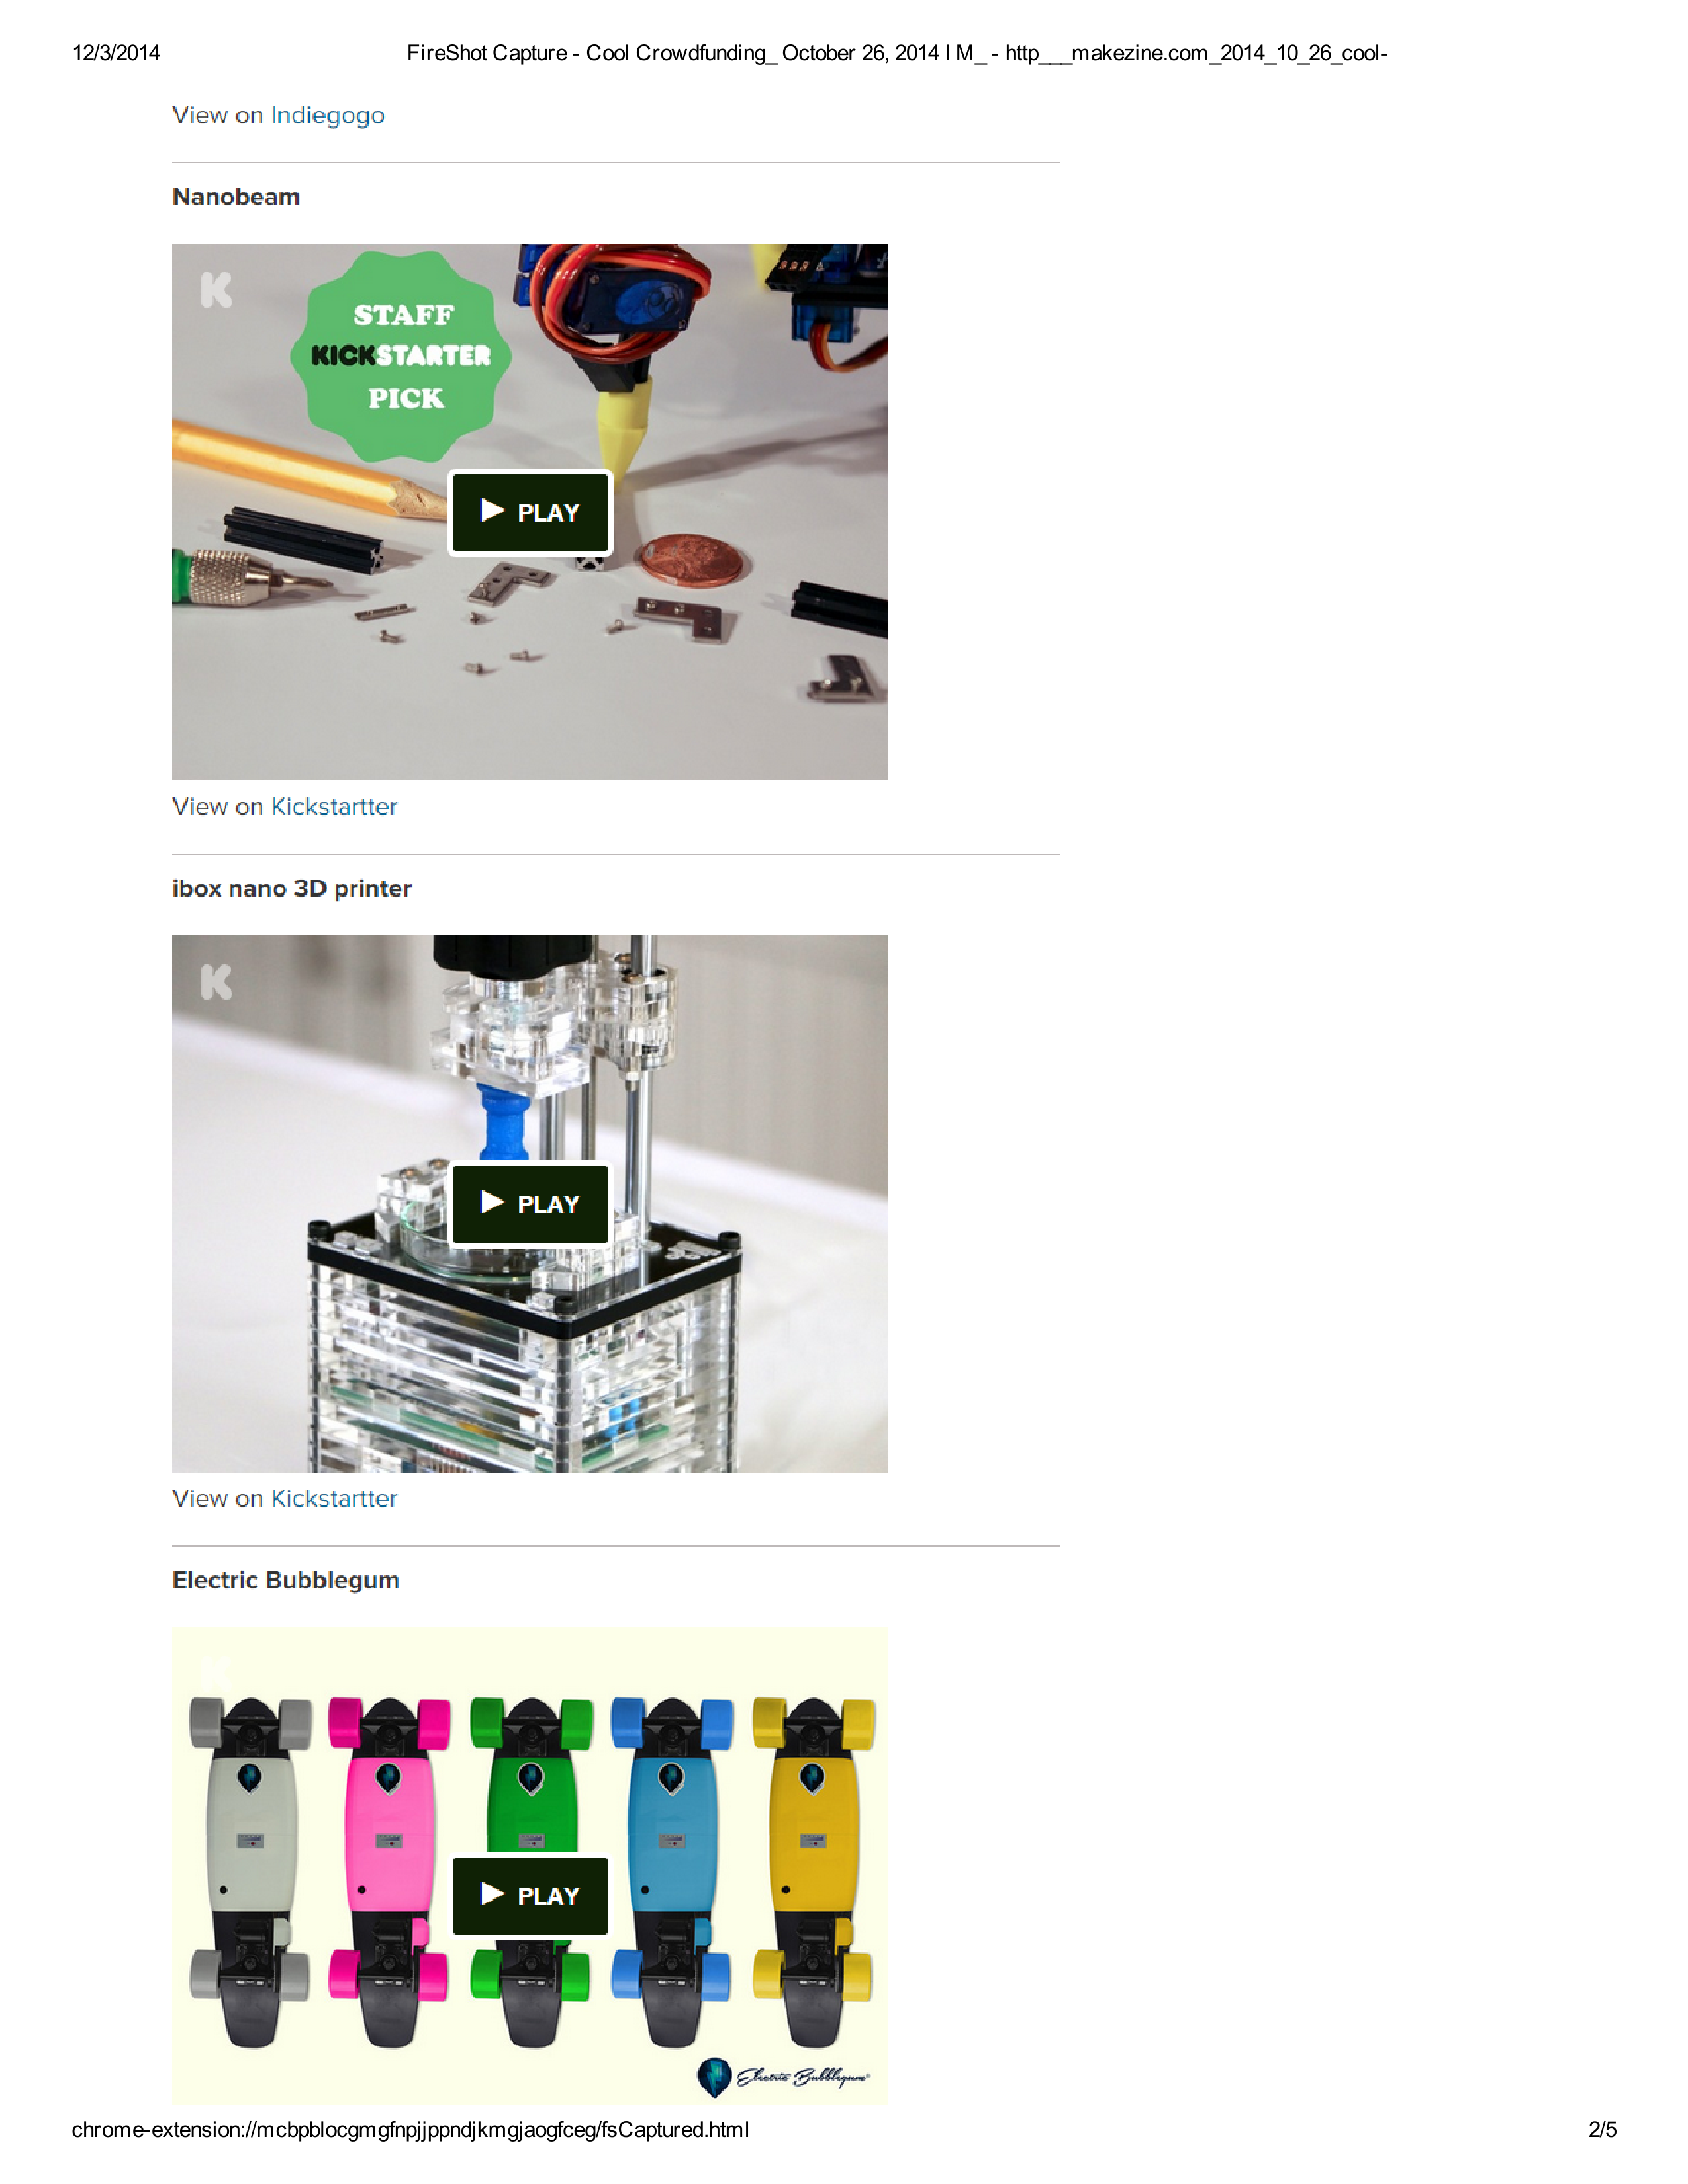 12/3/2014 FireShot Capture - Cool Crowdfunding_ October 26, 2014 I M_ - http___makezine.com_2014_10_26_cool-
View on Indiegogo
Nanobeam
K
STAFF
KICKSTARTER
PICK
PLAY
View on Kickstartter
ibox nano 3D printer
K
PLAY
View on Kickstartter
Electric Bubblegum
K
PLAY
Electric Bubblegum
chrome-extension://mcbpblocgmgfnpjjppndjkmgjaogfceg/fsCaptured.html 2/5